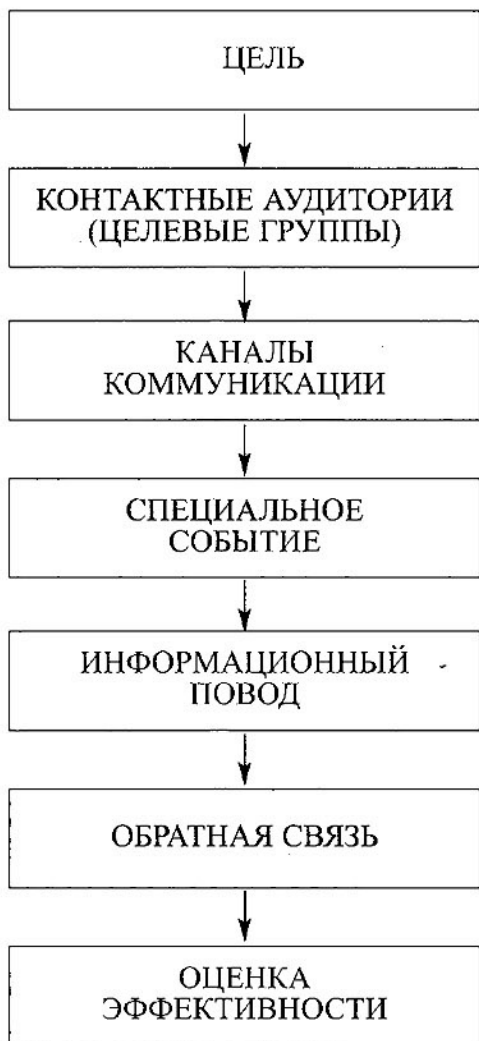 ЦЕЛЬ
КОНТАКТНЫЕ АУДИТОРИИ
(ЦЕЛЕВЫЕ ГРУППЫ)
КАНАЛЫ
КОММУНИКАЦИИ
СПЕЦИАЛЬНОЕ
СОБЫТИЕ
ИНФОРМАЦИОННЫЙ
ПОВОД
ОБРАТНАЯ СВЯЗЬ
ОЦЕНКА
ЭФФЕКТИВНОСТИ